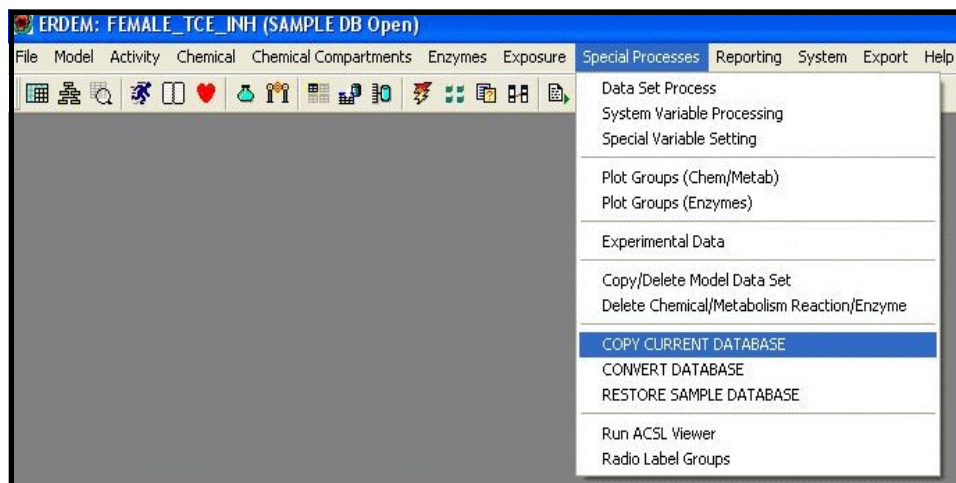 ERDEM: FEMALE_TCE_INH (SAMPLE DB Open)
File Model Activity Chemical Chemical Compartments Enzymes Exposure Special Processes Reporting System Export Help
Data Set Process
System Variable Processing
Special Variable Setting
Plot Groups (Chem/Metab)
Plot Groups (Enzymes)
Experimental Data
Copy/Delete Model Data Set
Delete Chemical/Metabolism Reaction/Enzyme
COPY CURRENT DATABASE
CONVERT DATABASE
RESTORE SAMPLE DATABASE
Run ACSL Viewer
Radio Label Groups